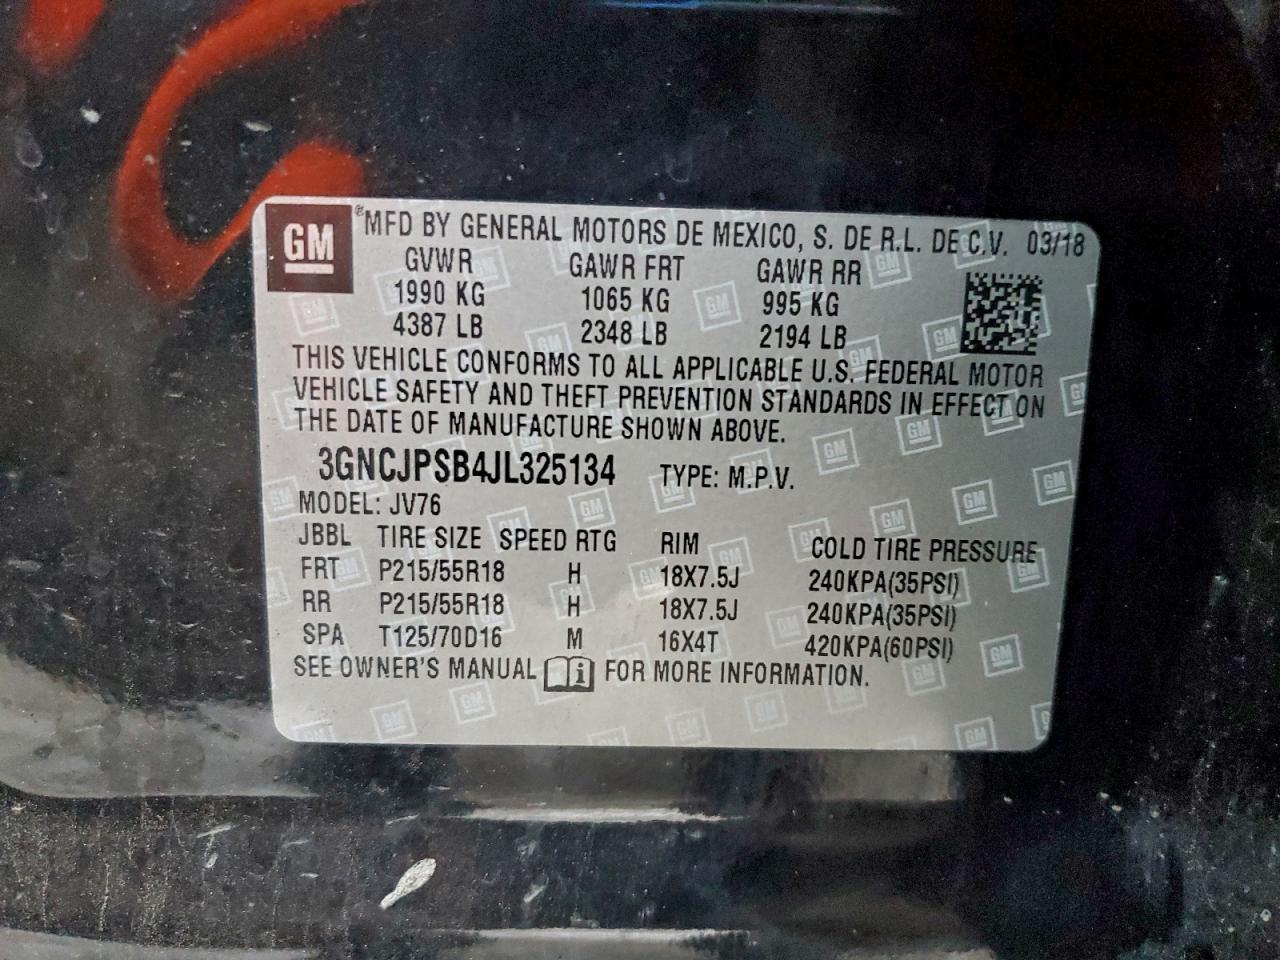 GM ® MFD BY GENERAL MOTORS DE MEXICO, S. DE R.L. DE C.V. 03/18
GVWR GAWR FRT GAWR RR
1990 KG 1065 KG 995 KG
4387 LB 2348 LB 2194 LB
THIS VEHICLE CONFORMS TO ALL APPLICABLE U.S. FEDERAL MOTOR
VEHICLE SAFETY AND THEFT PREVENTION STANDARDS IN EFFECT ON
THE DATE OF MANUFACTURE SHOWN ABOVE.
3GNCJPSB4JL325134 TYPE: M.P.V.
MODEL: JV76
JBBL TIRE SIZE SPEED RTG RIM COLD TIRE PRESSURE
FRT P215/55R18 H 18X7.5J 240KPA(35PSI)
RR P215/55R18 H 18X7.5J 240KPA(35PSI)
SPA T125/70D16 M 16X4T 420KPA(60PSI)
SEE OWNER'S MANUAL i FOR MORE INFORMATION.